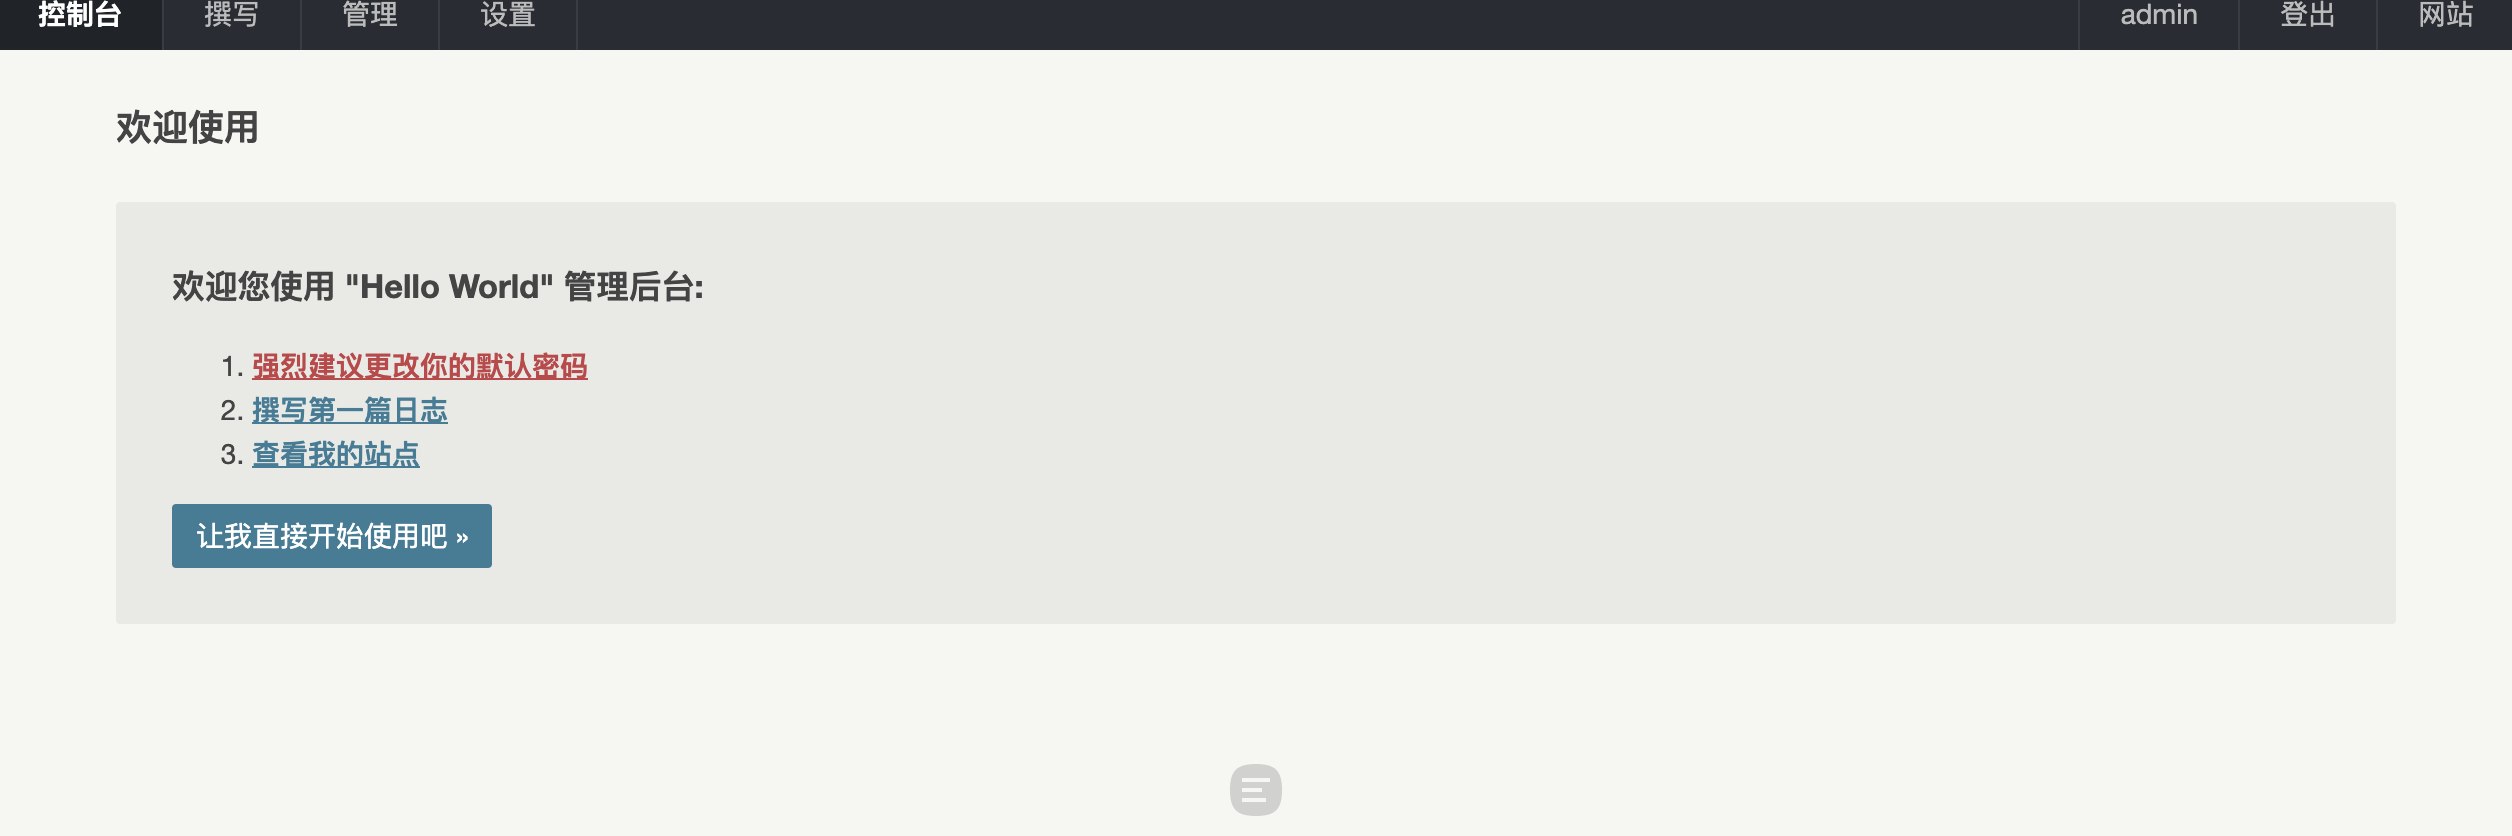 控制台 撰写 管理 设置 admin 登出 网站
欢迎使用
欢迎您使用 "Hello World" 管理后台:
1. 强烈建议更改你的默认密码
2. 撰写第一篇日志
3. 查看我的站点
让我直接开始使用吧 »